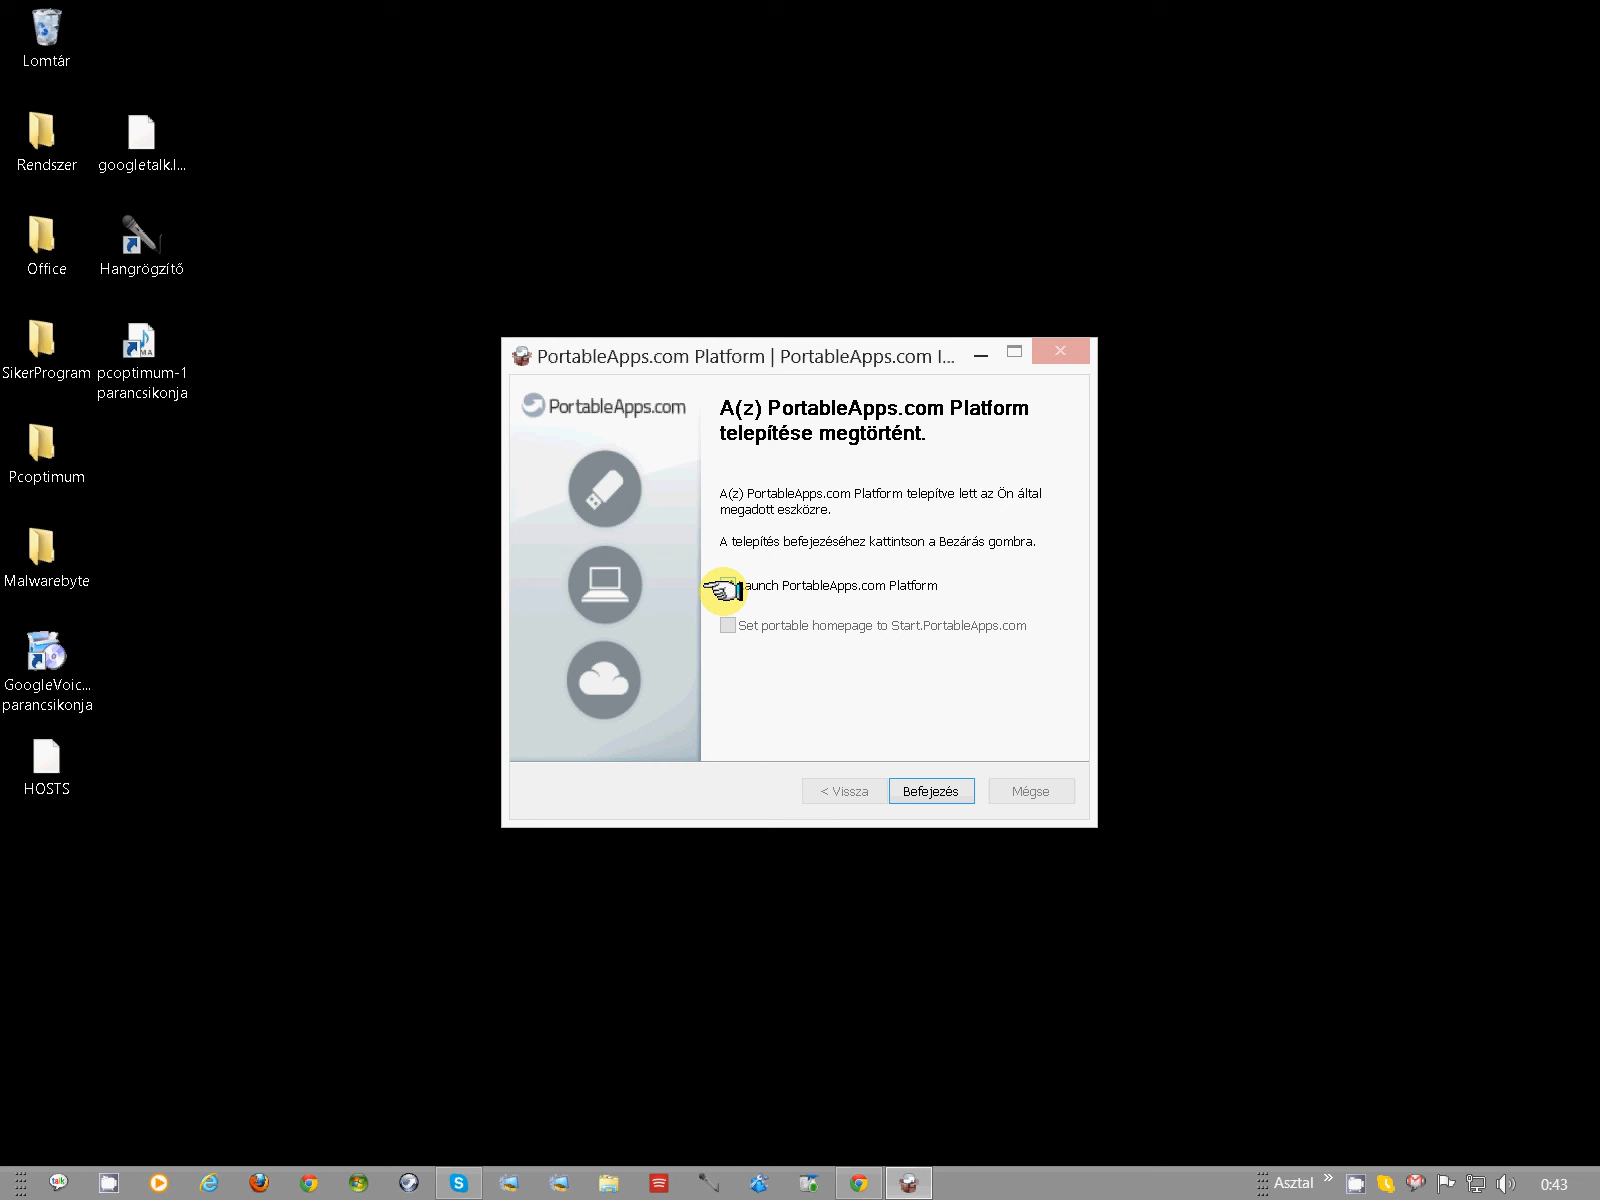 Lomtár
Rendszer
googletalk.l...
Office
Hangrögzítő
SikerProgram
pcoptimum-1
parancsikonja
Pcoptimum
Malwarebyte
GoogleVoic...
parancsikonja
HOSTS
PortableApps.com Platform | PortableApps.com I...
PortableApps.com
A(z) PortableApps.com Platform
telepítése megtörtént.
A(z) PortableApps.com Platform telepítve lett az Ön által
megadott eszközre.
A telepítés befejezéséhez kattintson a Bezárás gombra.
aunch PortableApps.com Platform
Set portable homepage to Start.PortableApps.com
< Vissza
Befejezés
Mégse
talk
Asztal
0:43